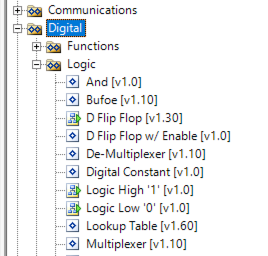 Communications
Digital
Functions
Logic
And [v1.0]
Bufoe [v1.10]
D Flip Flop [v1.30]
D Flip Flop w/ Enable [v1.0]
De-Multiplexer [v1.10]
Digital Constant [v1.0]
Logic High '1' [v1.0]
Logic Low '0' [v1.0]
Lookup Table [v1.60]
Multiplexer [v1.10]